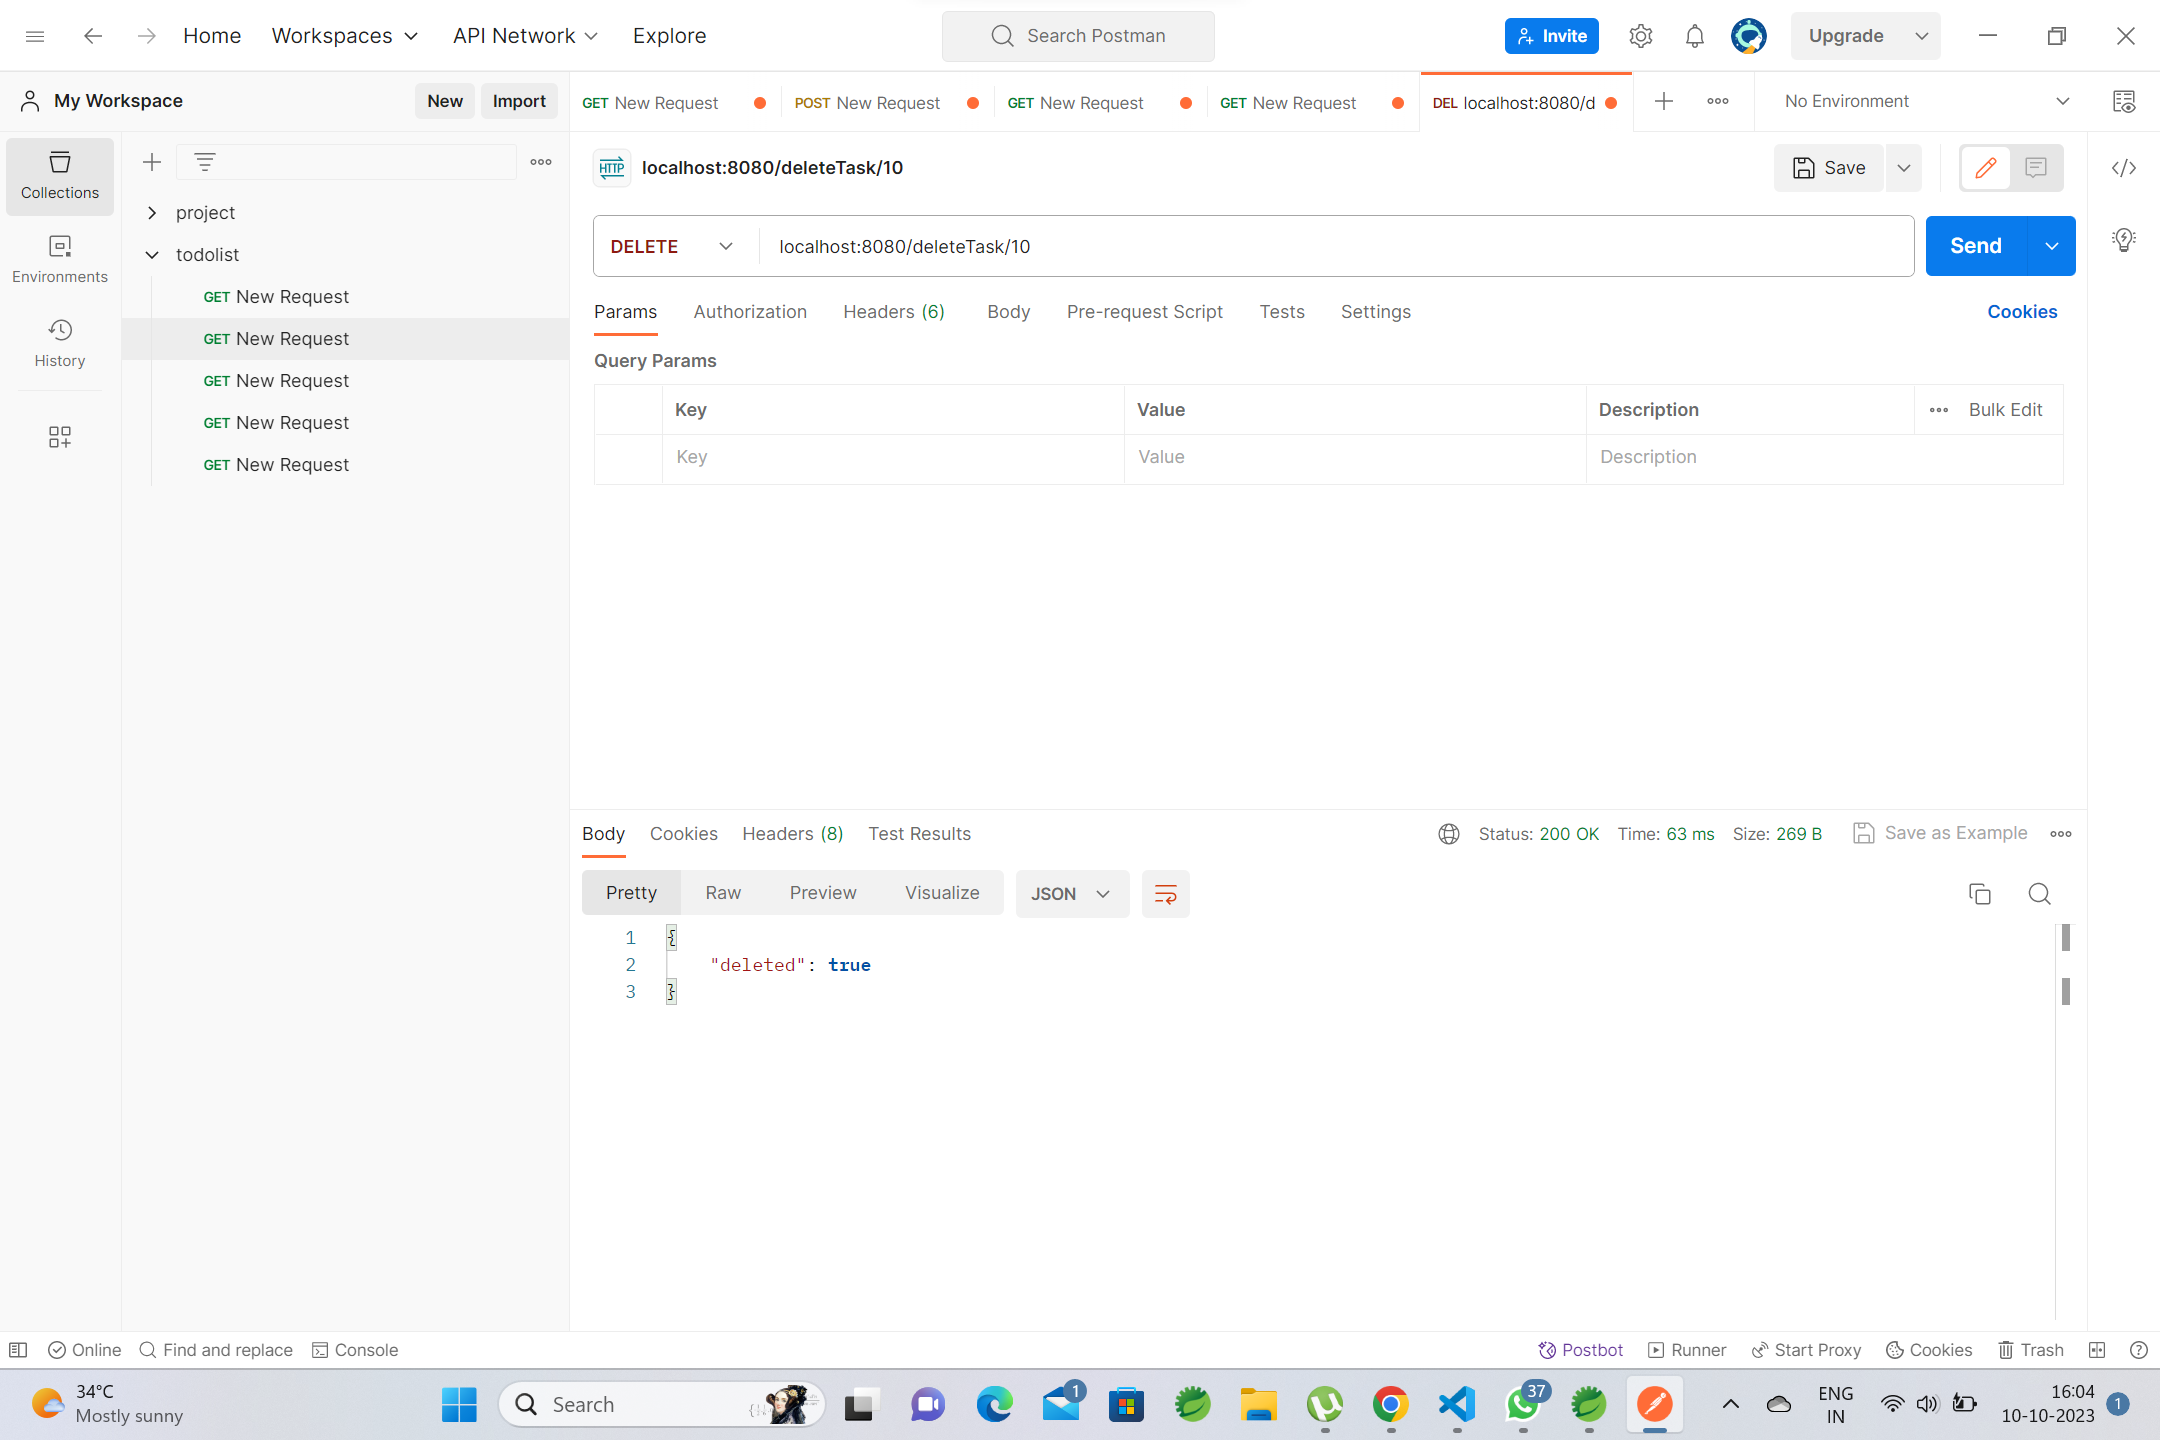 Home Workspaces API Network Explore Search Postman Invite Upgrade
My Workspace New Import GET New Request POST New Request GET New Request GET New Request DEL localhost:8080/d No Environment
HTTP localhost:8080/deleteTask/10 Save
Collections
project
DELETE localhost:8080/deleteTask/10 Send
Environments
todolist
GET New Request
Params Authorization Headers (6) Body Pre-request Script Tests Settings Cookies
GET New Request
History
Query Params
GET New Request
Key Value Description Bulk Edit
GET New Request
Key Value Description
GET New Request
Body Cookies Headers (8) Test Results Status: 200 OK Time: 63 ms Size: 269 B Save as Example
Pretty Raw Preview Visualize JSON
1 {
2 "deleted": true
3 }
Online Find and replace Console Postbot Runner Start Proxy Cookies Trash
34°C
Mostly sunny
Search
1
37
ENG
IN
16:04
10-10-2023
1